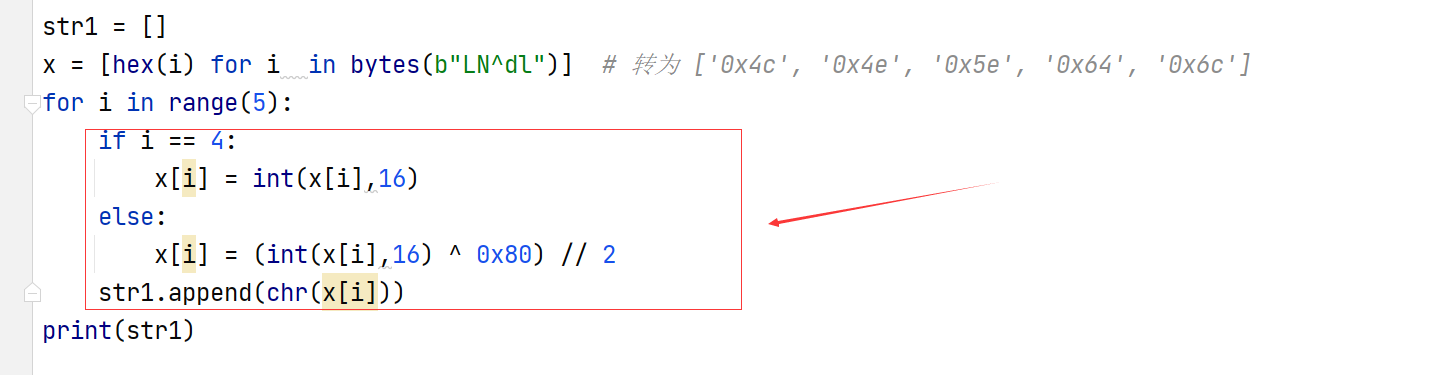 str1 = []
x = [hex(i) for i  in bytes(b"LN^dl")]  # 转为 ['0x4c', '0x4e', '0x5e', '0x64', '0x6c']
for i in range(5):
    if i == 4:
        x[i] = int(x[i],16)
    else:
        x[i] = (int(x[i],16) ^ 0x80) // 2
    str1.append(chr(x[i]))
print(str1)